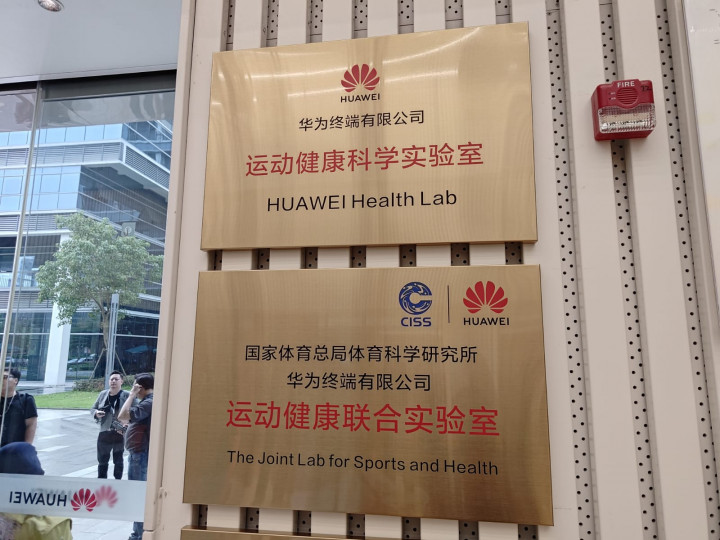 HUAWEI
华为终端有限公司
运动健康科学实验室
HUAWEI Health Lab
CISS
HUAWEI
国家体育总局体育科学研究所
华为终端有限公司
运动健康联合实验室
The Joint Lab for Sports and Health
FIRE
HUAWEI